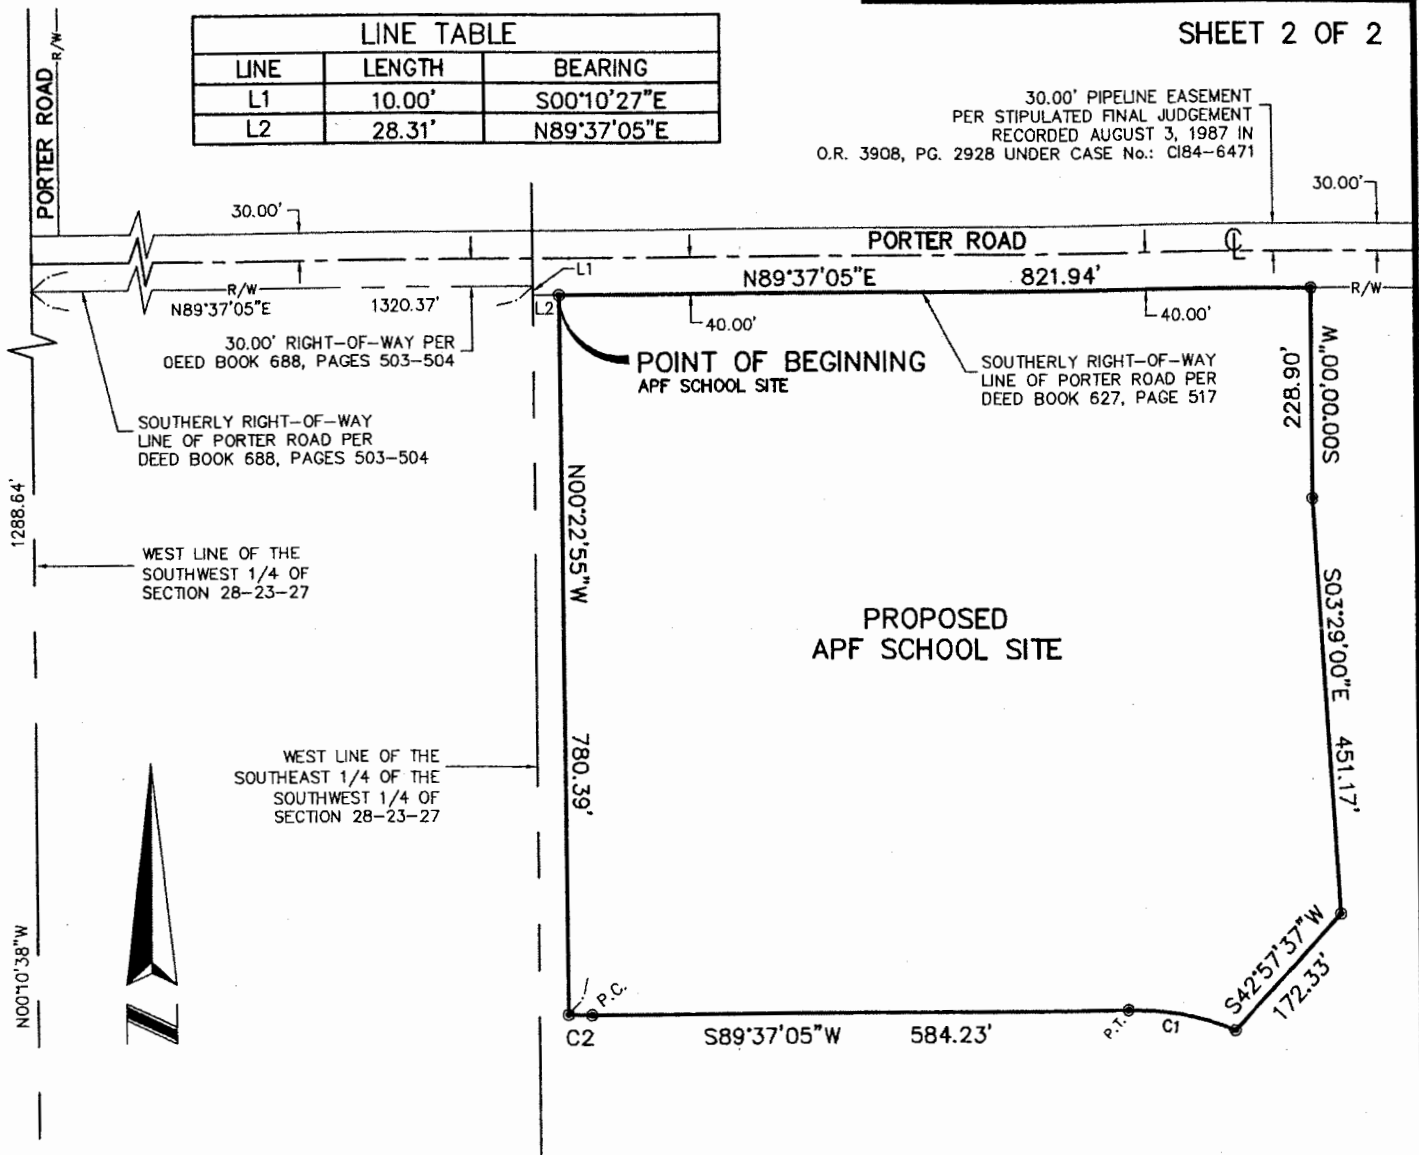 SHEET 2 OF 2
LINE TABLE
LINE LENGTH BEARING
L1 10.00' S00°10'27"E
L2 28.31' N89°37'05"E
PORTER ROAD
R/W
30.00' PIPELINE EASEMENT
PER STIPULATED FINAL JUDGEMENT
RECORDED AUGUST 3, 1987 IN
O.R. 3908, PG. 2928 UNDER CASE No.: CI84-6471
30.00'
30.00'
PORTER ROAD
CL
L1
N89°37'05"E 821.94'
R/W
N89°37'05"E 1320.37'
L2
R/W
40.00'
40.00'
30.00' RIGHT-OF-WAY PER
DEED BOOK 688, PAGES 503-504
POINT OF BEGINNING
APF SCHOOL SITE
SOUTHERLY RIGHT-OF-WAY
LINE OF PORTER ROAD PER
DEED BOOK 627, PAGE 517
228.90'
S00°00'00"W
SOUTHERLY RIGHT-OF-WAY
LINE OF PORTER ROAD PER
DEED BOOK 688, PAGES 503-504
1288.64'
N00°22'55"W
WEST LINE OF THE
SOUTHWEST 1/4 OF
SECTION 28-23-27
PROPOSED
APF SCHOOL SITE
S03°29'00"E 451.17'
780.39'
WEST LINE OF THE
SOUTHEAST 1/4 OF THE
SOUTHWEST 1/4 OF
SECTION 28-23-27
N00°10'38"W
S42°57'37"W
172.33'
P.C.
C2
S89°37'05"W 584.23'
P.T.
C1